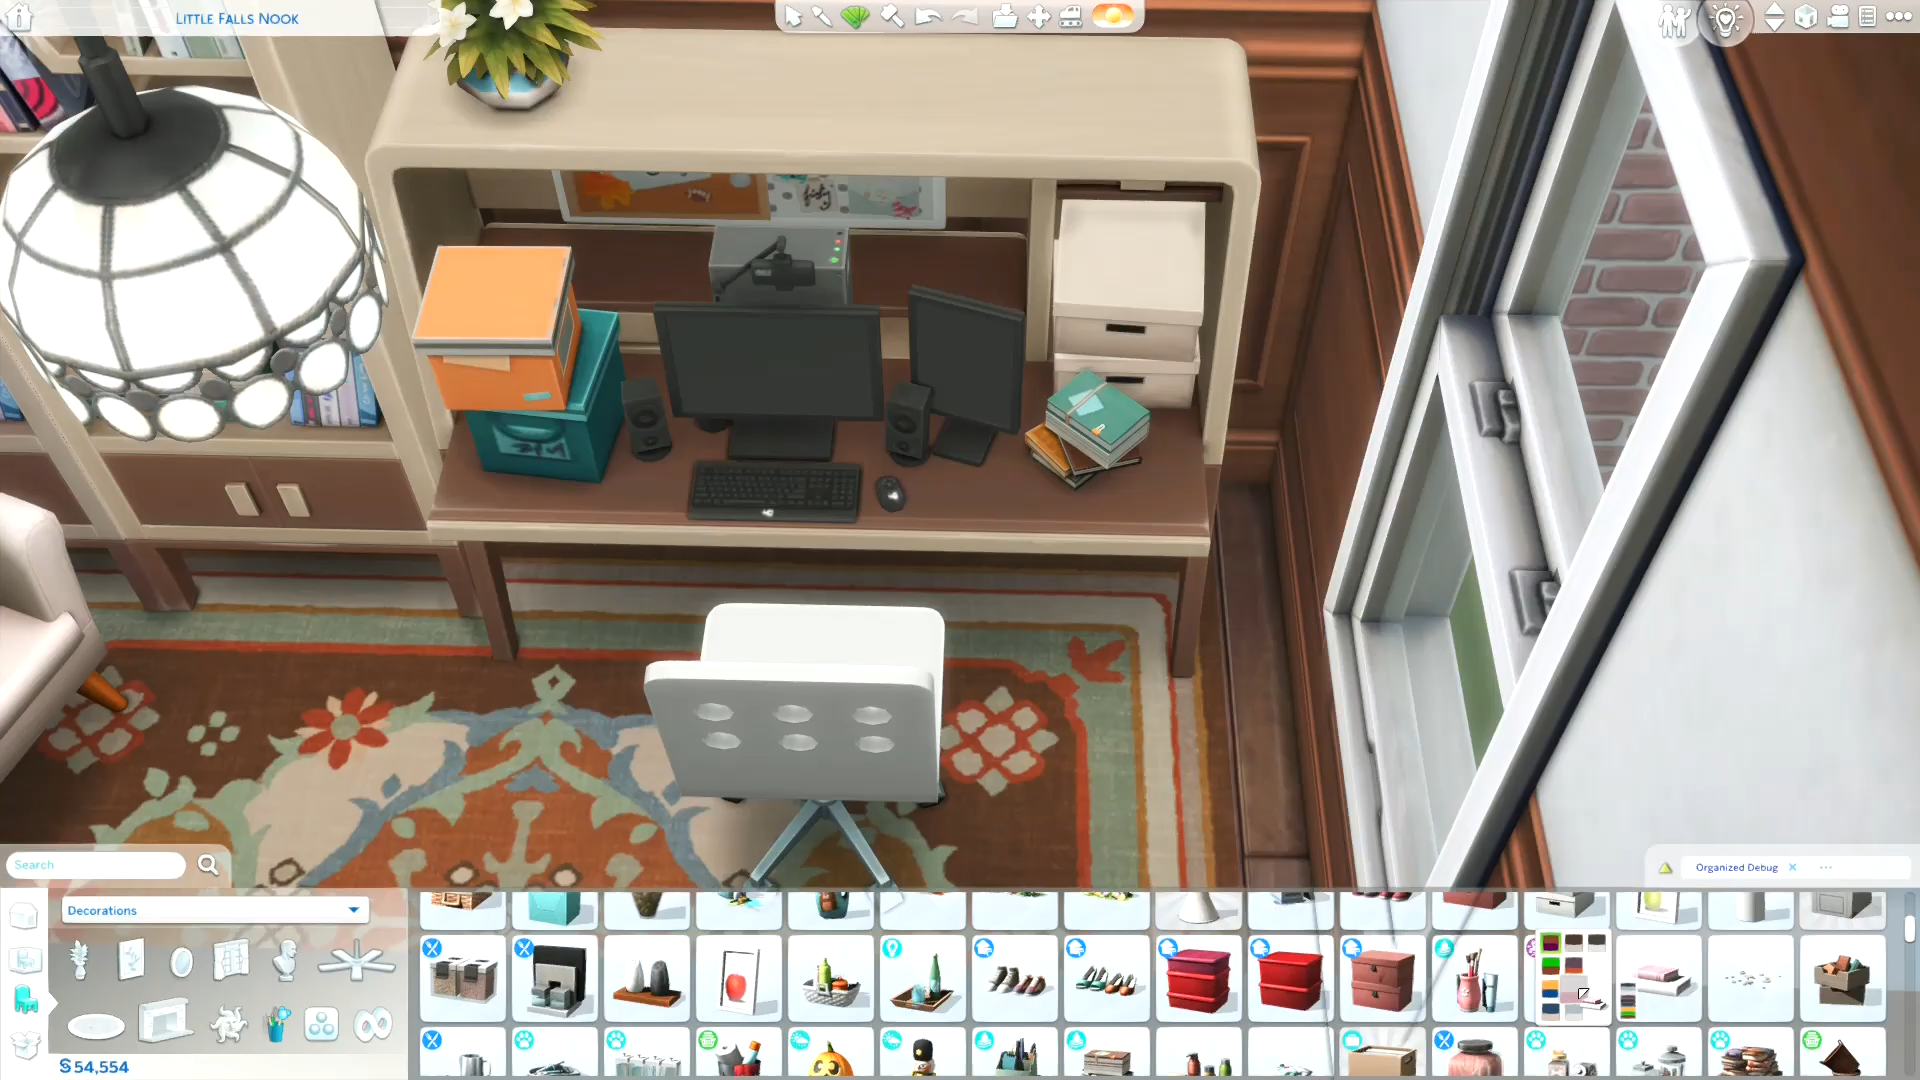 LITTLE FALLS NOOK
Search
Organized Debug
Decorations
54,554